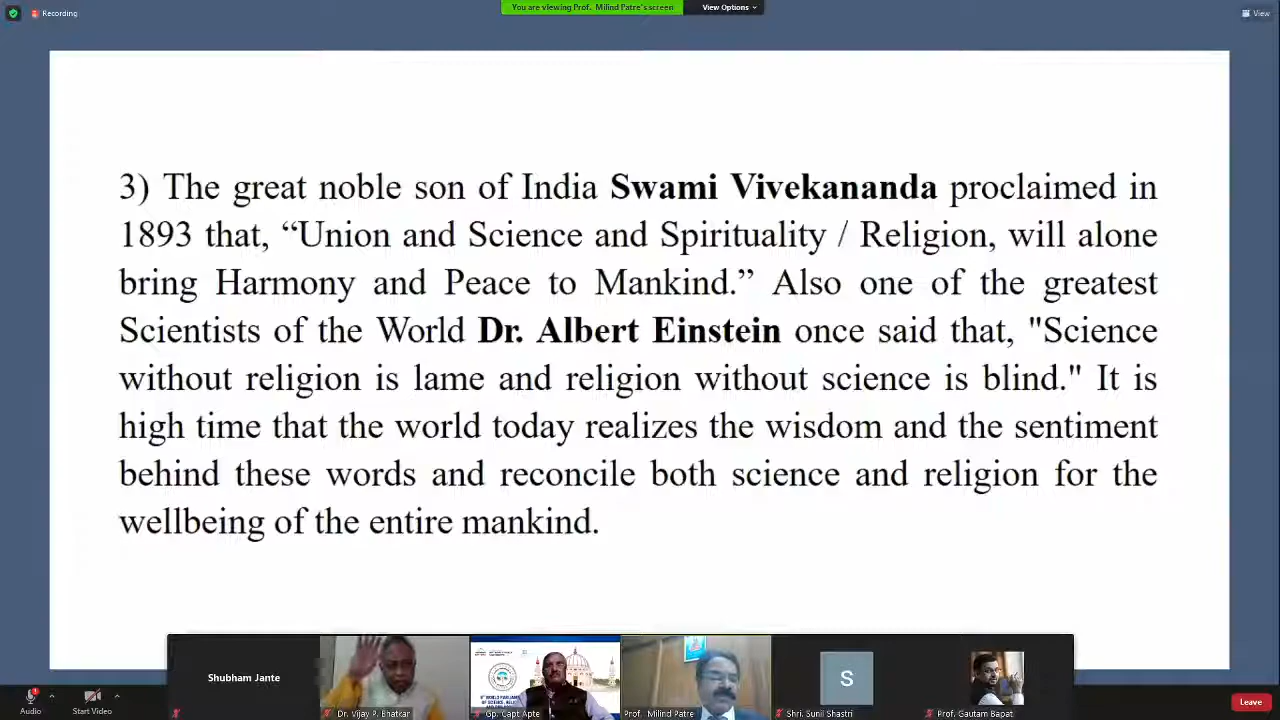 Recording
You are viewing Prof. Milind Patre's screen
View Options
View
3) The great noble son of India Swami Vivekananda proclaimed in
1893 that, “Union and Science and Spirituality / Religion, will alone
bring Harmony and Peace to Mankind.” Also one of the greatest
Scientists of the World Dr. Albert Einstein once said that, "Science
without religion is lame and religion without science is blind." It is
high time that the world today realizes the wisdom and the sentiment
behind these words and reconcile both science and religion for the
wellbeing of the entire mankind.
Shubham Jante
S
Dr. Vijay P. Bhatkar
Gp. Capt Apte
Prof. Milind Patre
Shri. Sunil Shastri
Prof. Gautam Bapat.
Audio
Start Video
Leave